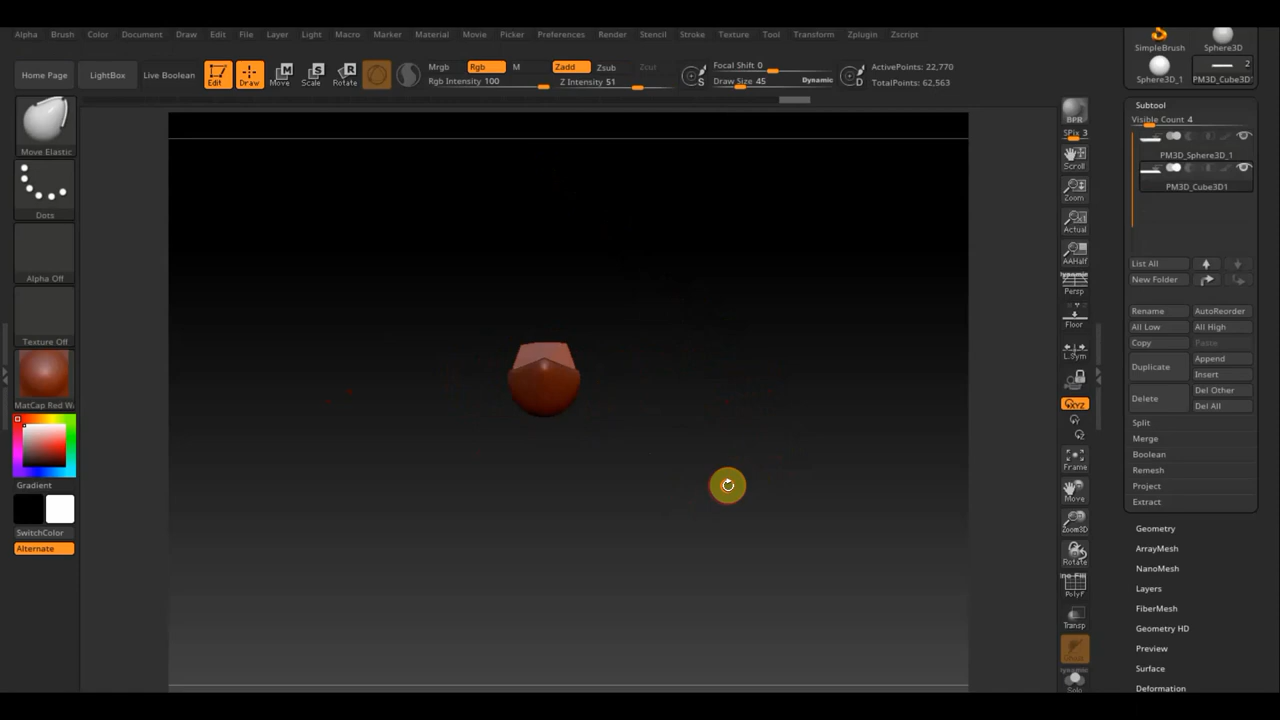 Alpha Brush Color Document Draw Edit File Layer Light Macro Marker Material Movie Picker Preferences Render Stencil Stroke Texture Tool Transform Zplugin Zscript
SimpleBrush Sphere3D
Home Page LightBox Live Boolean Edit Draw Move Scale Rotate
Mrgb Rgb M Zadd Zsub Zcut
Rgb Intensity 100 Z Intensity 51
Focal Shift 0
Draw Size 45 Dynamic
S D
ActivePoints: 22,770
TotalPoints: 62,563
2
Sphere3D_1 PM3D_Cube3D
Move Elastic
Dots
Alpha Off
Texture Off
MatCap Red W
Gradient
SwitchColor
Alternate
BPR
SPix 3
Scroll
Zoom
Actual
AAHalf
Dynamic
Persp
Floor
L.Sym
XYZ
Frame
Move
Zoom3D
Rotate
PolyF
Transp
Dynamic
Solo
Subtool
Visible Count 4
PM3D_Sphere3D_1
PM3D_Cube3D1
List All
New Folder
Rename AutoReorder
All Low All High
Copy Paste
Duplicate Append
Insert
Delete Del Other
Del All
Split
Merge
Boolean
Remesh
Project
Extract
Geometry
ArrayMesh
NanoMesh
Layers
FiberMesh
Geometry HD
Preview
Surface
Deformation